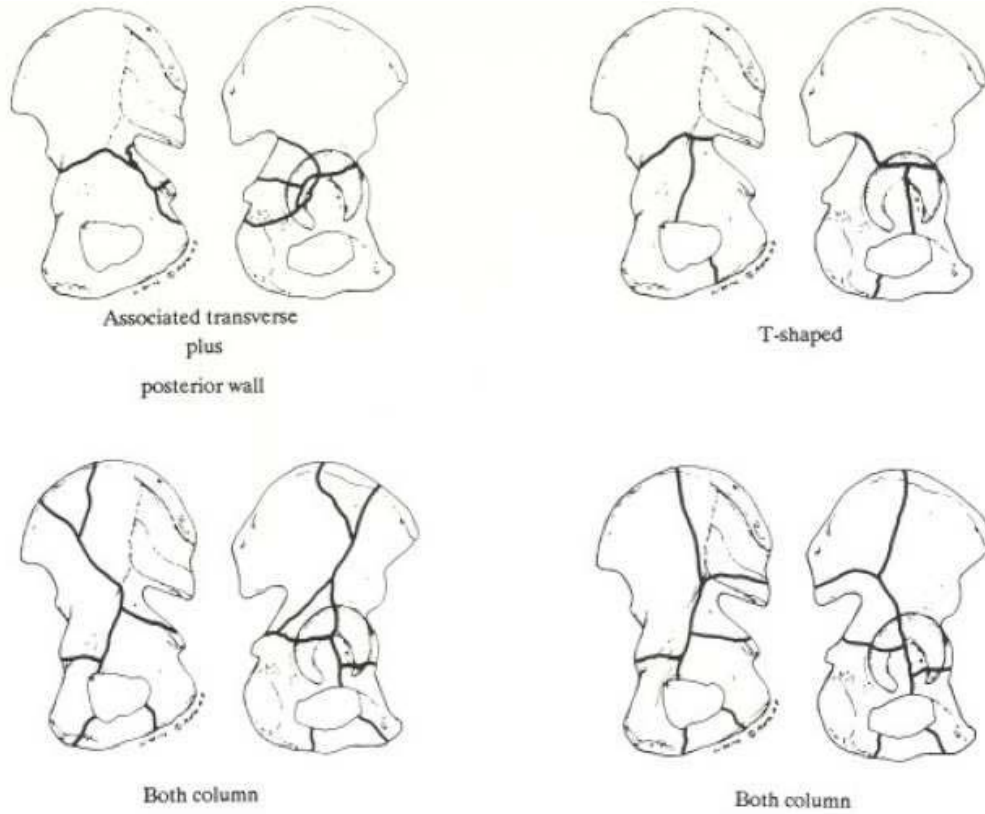 Associated transverse
plus
posterior wall
T-shaped
Both column
Both column